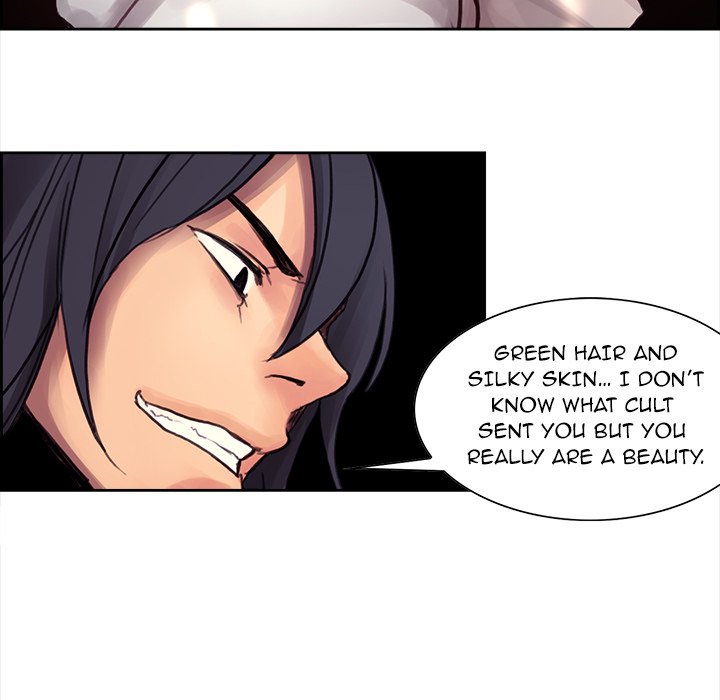 GREEN HAIR AND
SILKY SKIN... I DON'T
KNOW WHAT CULT
SENT YOU BUT YOU
REALLY ARE A BEAUTY.